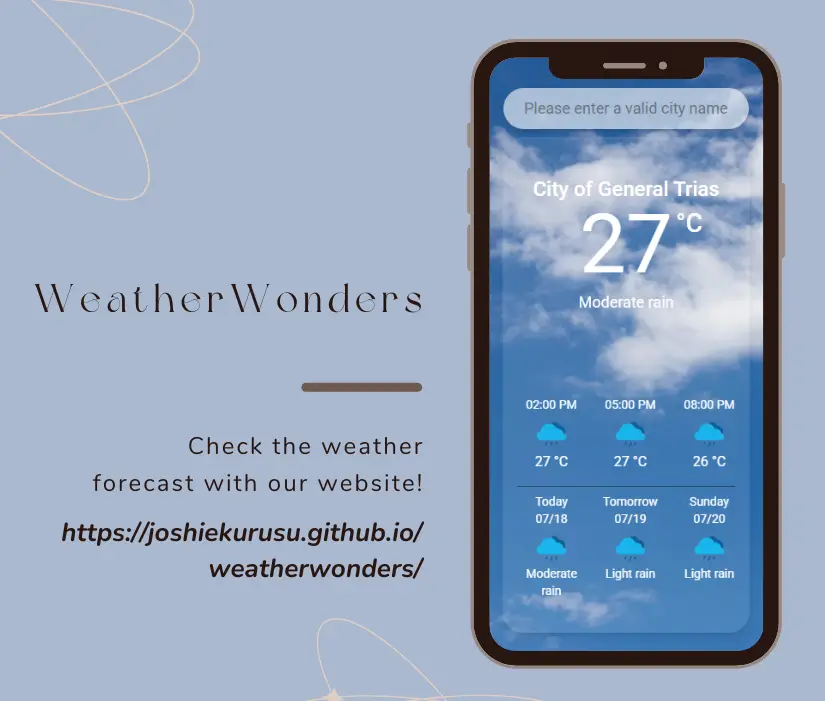 WeatherWonders
Check the weather
forecast with our website!
https://joshiekurusu.github.io/
weatherwonders/
Please enter a valid city name
City of General Trias
27 °C
Moderate rain
02:00 PM 05:00 PM 08:00 PM
27 °C 27 °C 26 °C
Today Tomorrow Sunday
07/18 07/19 07/20
Moderate Light rain Light rain
rain